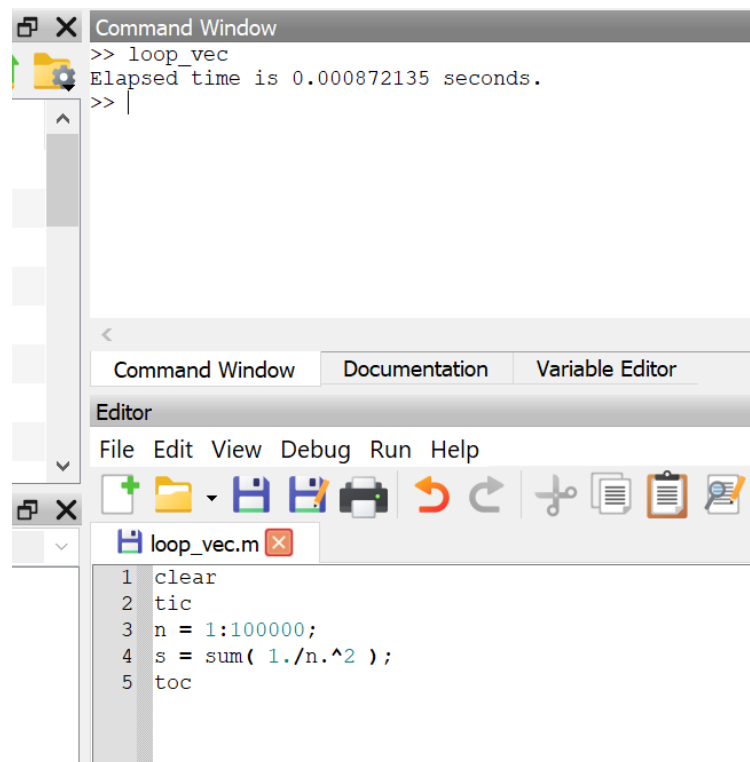 Command Window
>> loop_vec
Elapsed time is 0.000872135 seconds.
>>
Command Window Documentation Variable Editor
Editor
File Edit View Debug Run Help
loop_vec.m
1 clear
2 tic
3 n = 1:100000;
4 s = sum( 1./n.^2 );
5 toc